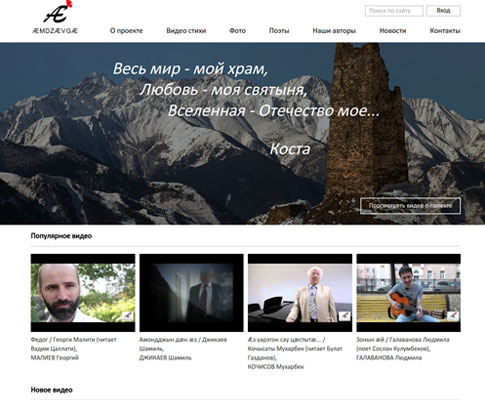 Æ
ÆMDZÆVGÆ
Поиск по сайту
Вход
О проекте Видео стихи Фото Поэты Наши авторы Новости Контакты
Весь мир - мой храм,
Любовь - моя святыня,
Вселенная - Отечество мое...
Коста
Просмотреть видео о проекте
Популярное видео
Федог / Георги Малити (читает
Вадим Цаллати),
МАЛИЕВ Георгий
Амондджын дæн æз / Джикаев
Шамиль,
ДЖИКАЕВ Шамиль
Æз уарзтон сау цæстытæ... /
Кочысаты Мухарбек (читает Булат
Газданов),
КОЧИСОВ Мухарбек
Зонын æй / Галаванова Людмила
(поет Сослан Кулумбеков),
ГАЛАВАНОВА Людмила
Новое видео